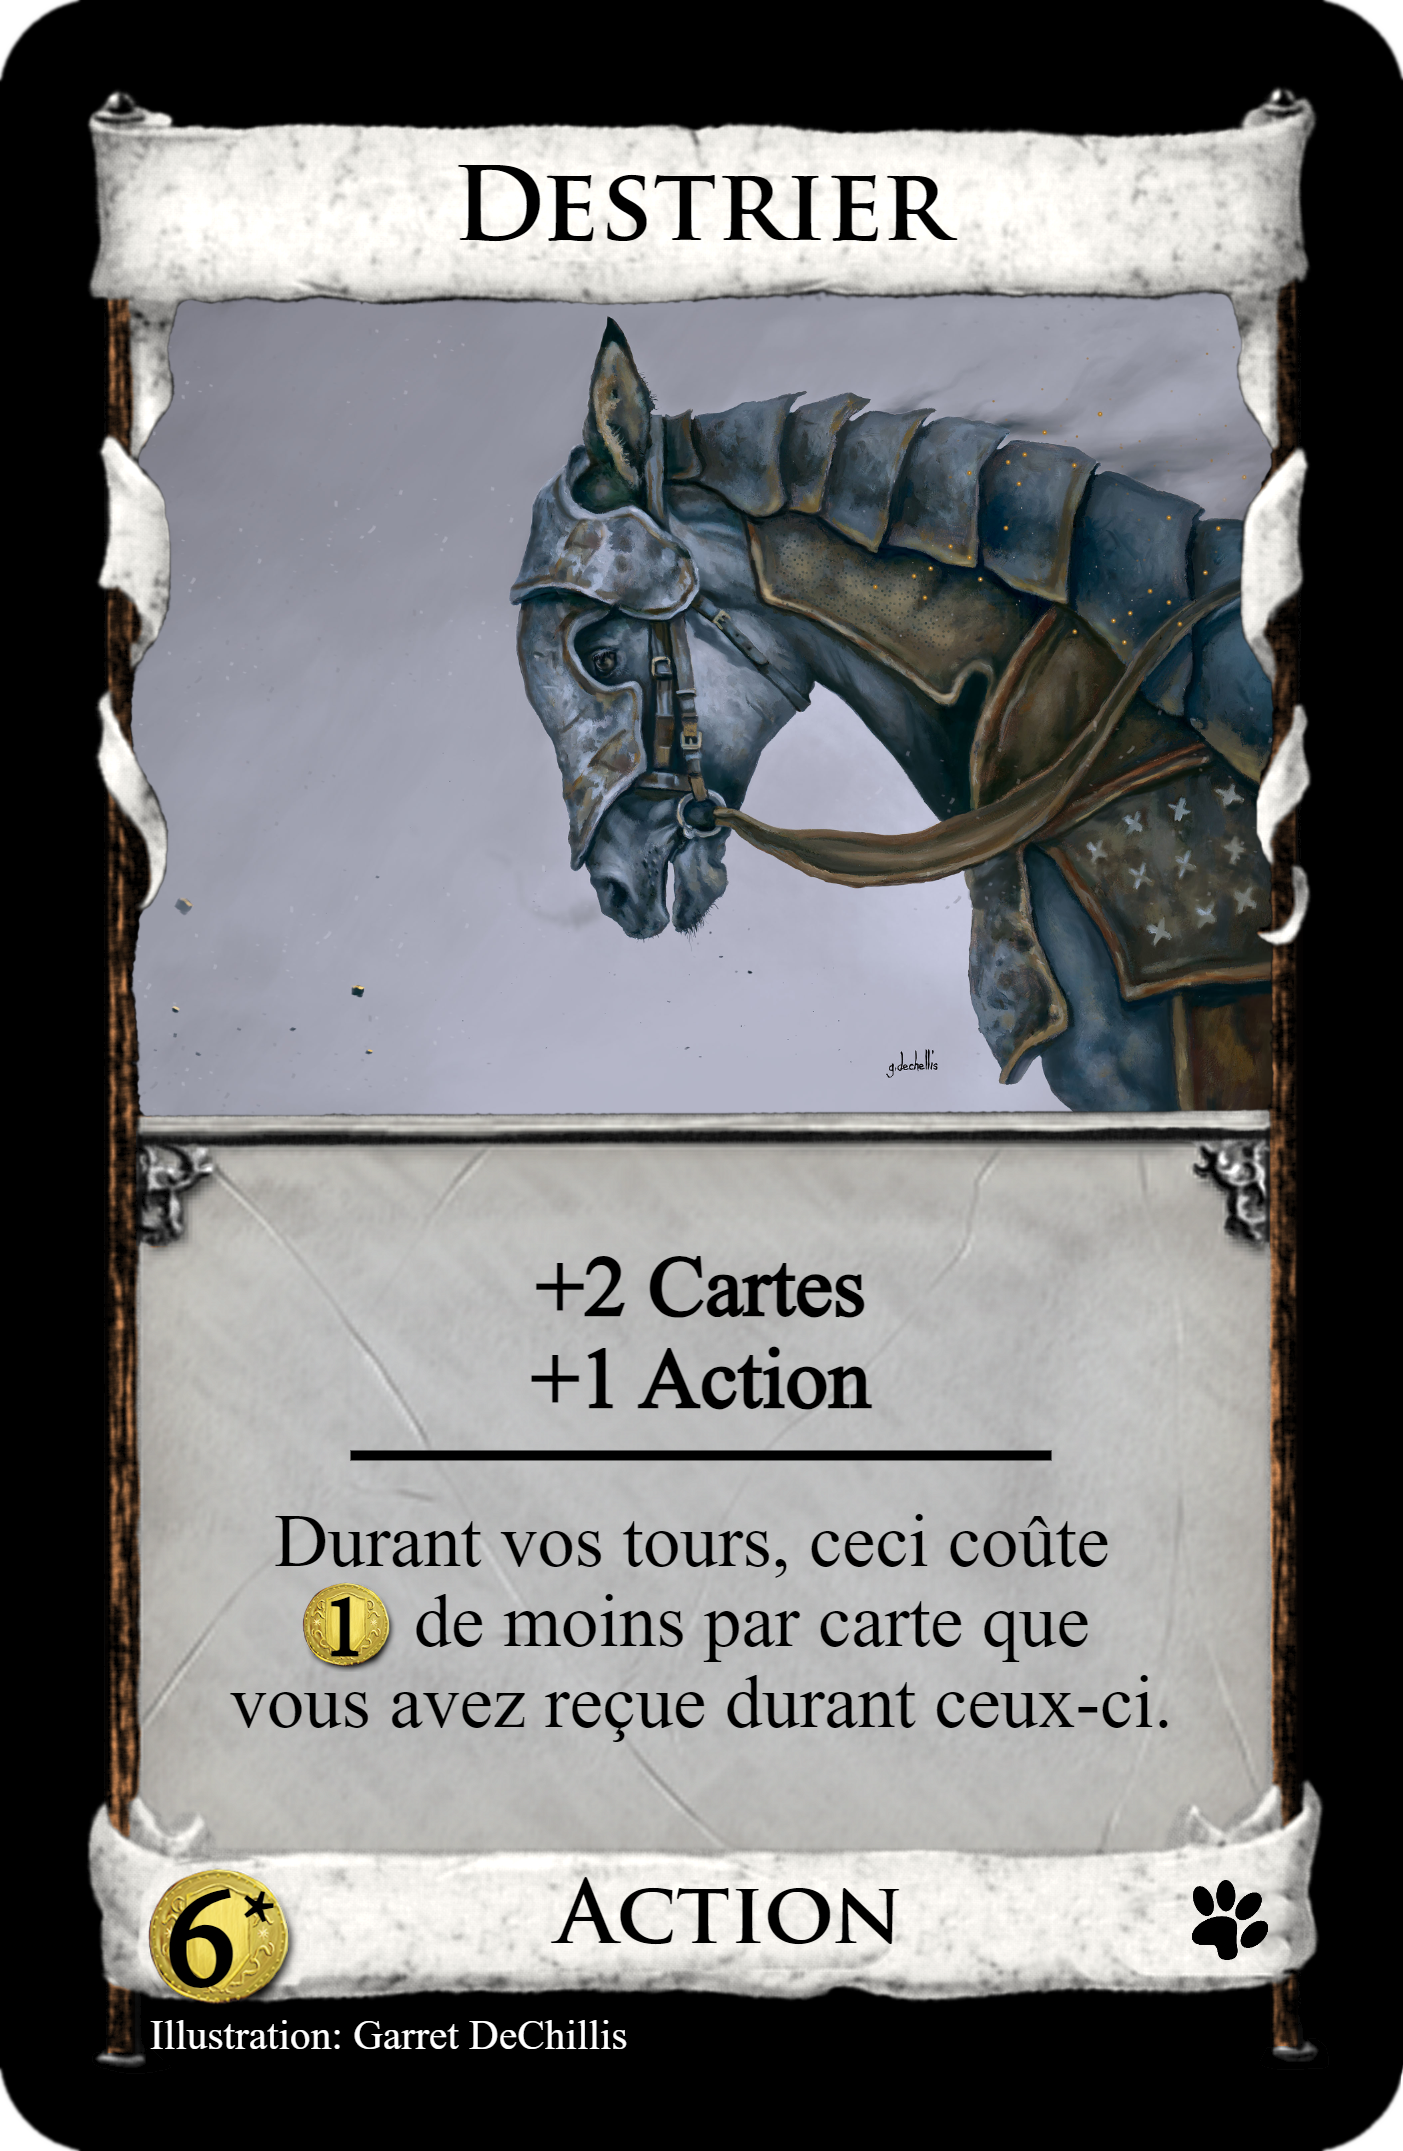 DESTRIER
g.dechellis
+2 Cartes
+1 Action
Durant vos tours, ceci coûte
1 de moins par carte que
vous avez reçue durant ceux-ci.
6* ACTION
Illustration: Garret DeChillis